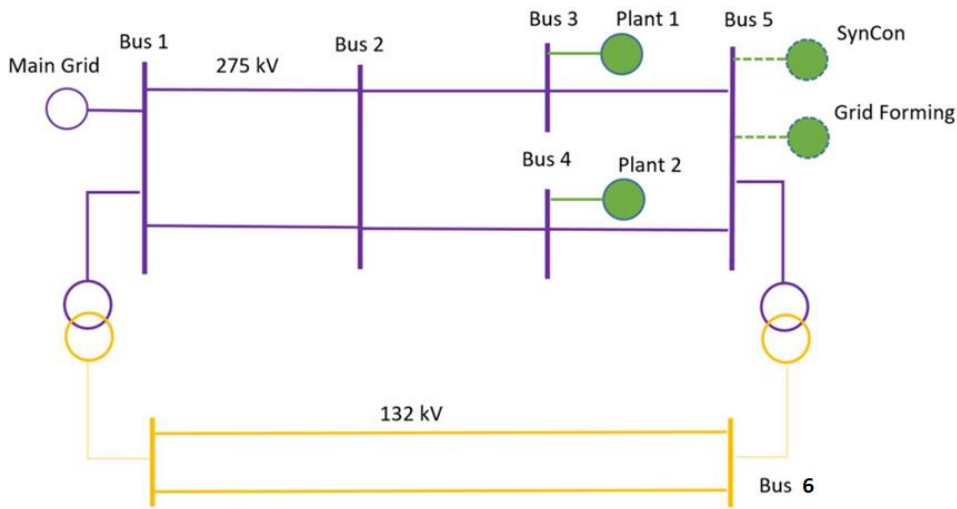 Bus 3
Plant 1
Bus 5
SynCon
Bus 1
Bus 2
Main Grid
275 kV
Grid Forming
Bus 4
Plant 2
132 kV
Bus 6